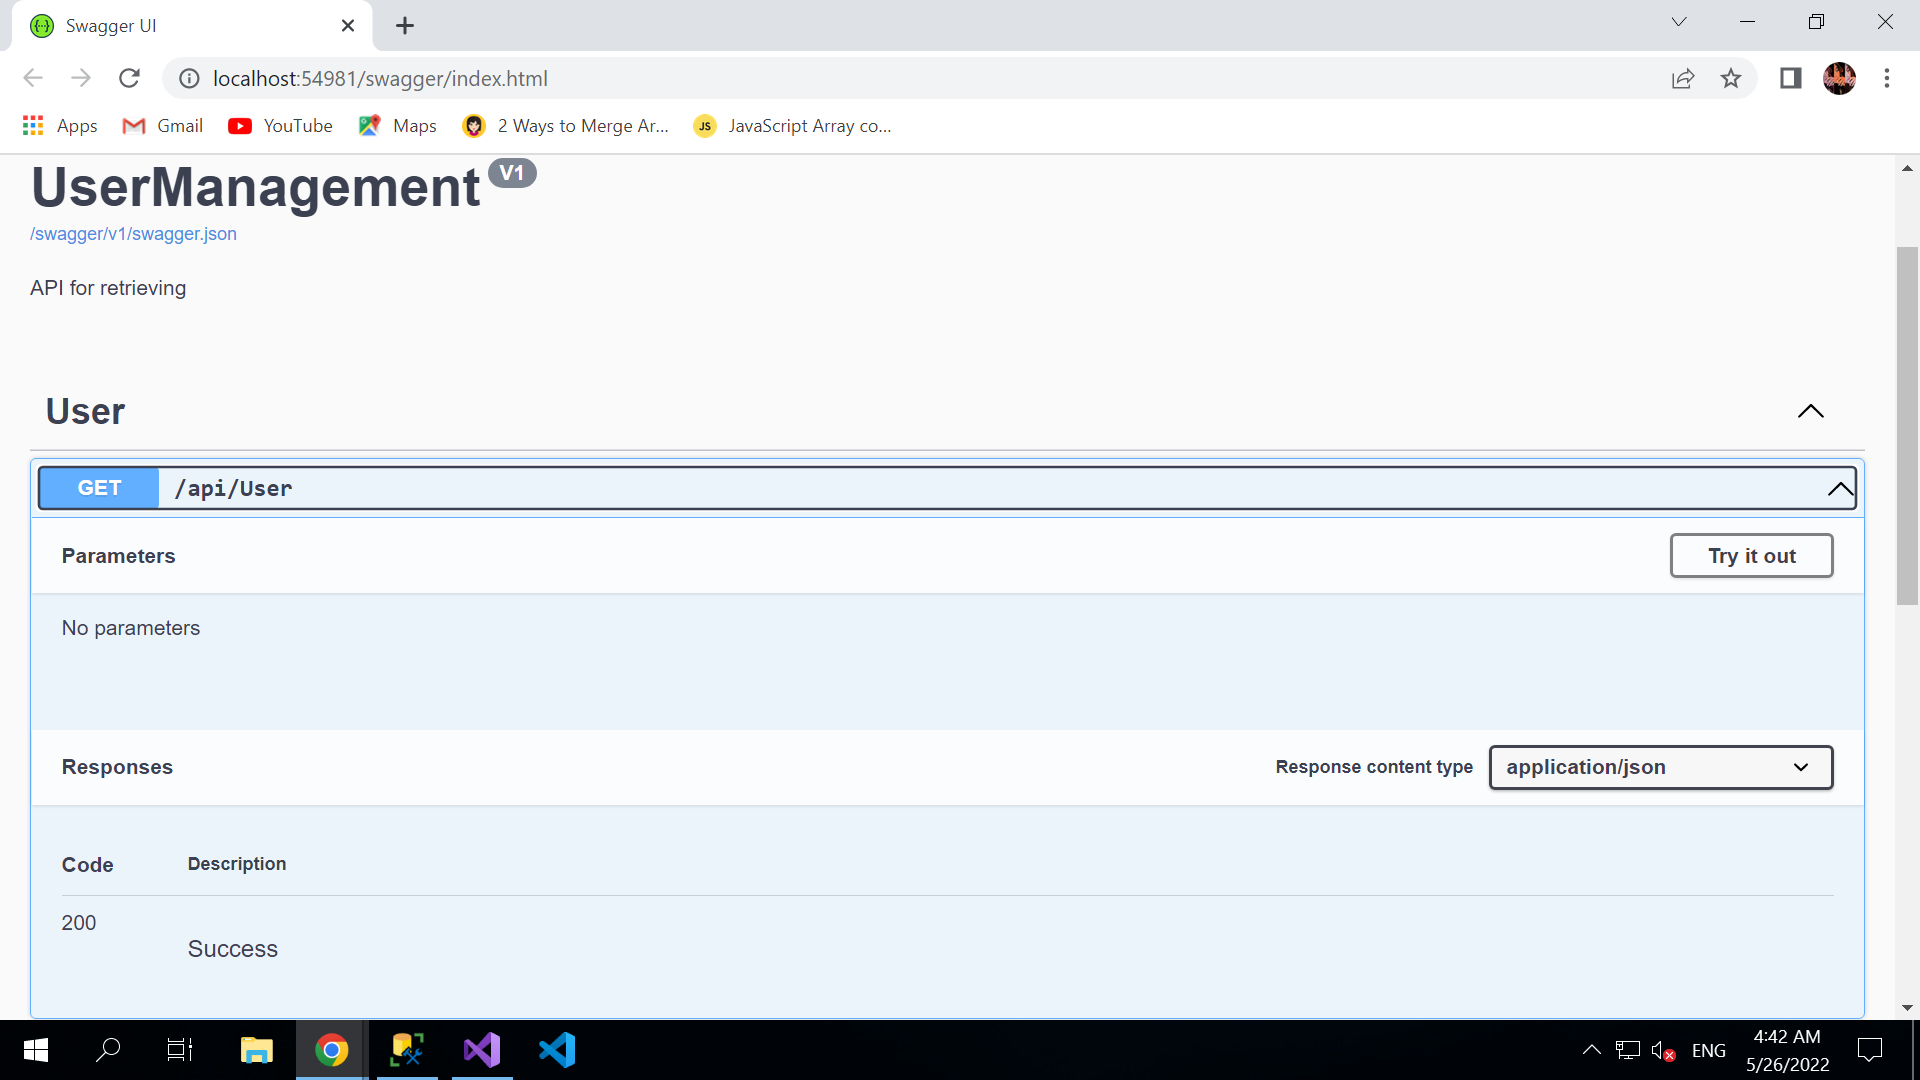 Swagger UI
localhost:54981/swagger/index.html
Apps
Gmail
YouTube
Maps
2 Ways to Merge Ar...
JS
JavaScript Array co...
UserManagement
V1
/swagger/v1/swagger.json
API for retrieving
User
GET
/api/User
Parameters
Try it out
No parameters
Responses
Response content type
application/json
Code
Description
200
Success
ENG
4:42 AM
5/26/2022